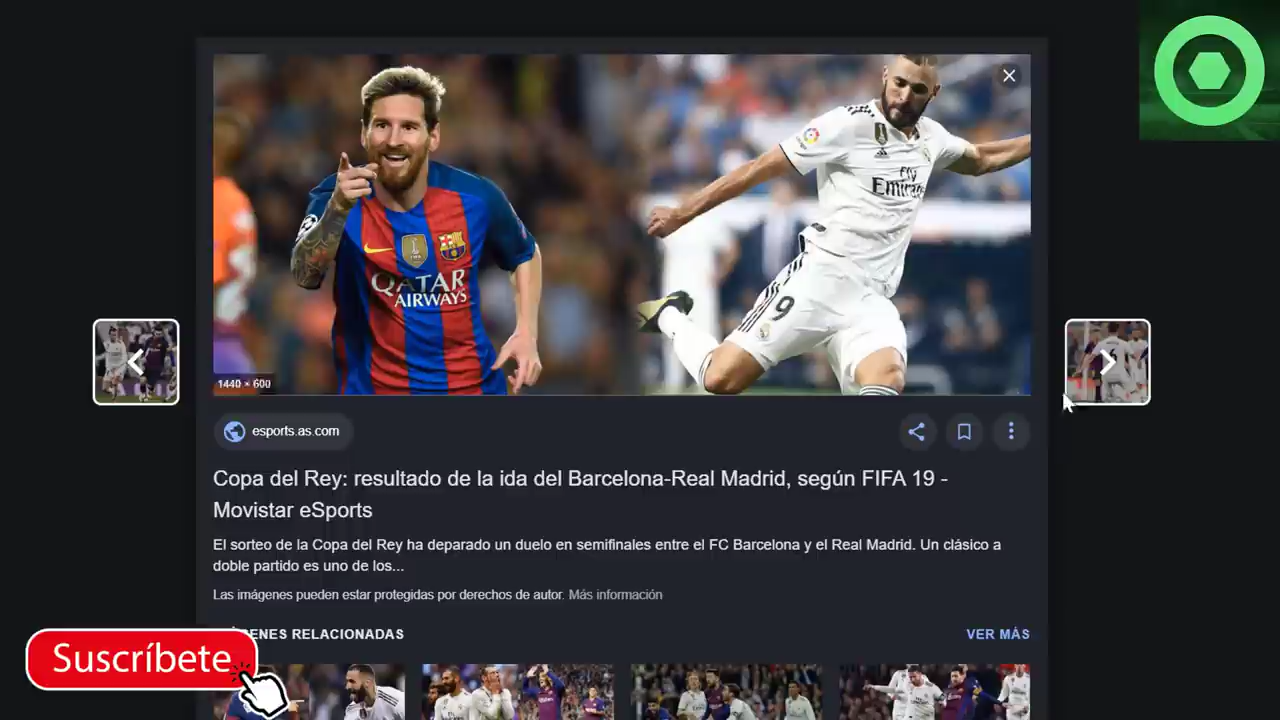 QATAR
AIRWAYS
Fly
Emirates
9
1440 × 600
esports.as.com
Copa del Rey: resultado de la ida del Barcelona-Real Madrid, según FIFA 19 -
Movistar eSports
El sorteo de la Copa del Rey ha deparado un duelo en semifinales entre el FC Barcelona y el Real Madrid. Un clásico a
doble partido es uno de los...
Las imágenes pueden estar protegidas por derechos de autor. Más información
ENES RELACIONADAS
VER MÁS
Suscríbete